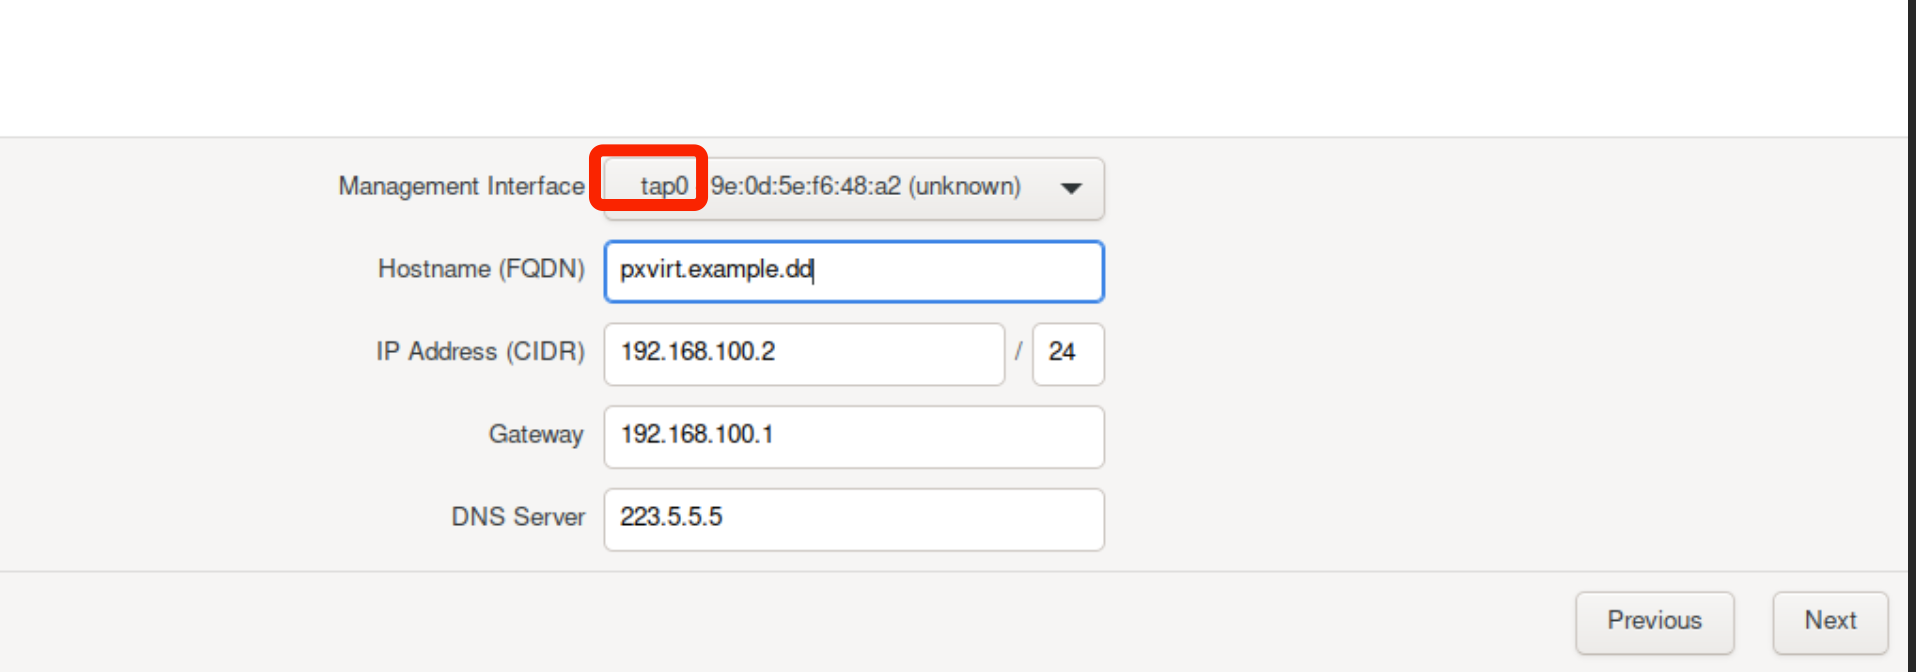 Management Interface tap0 9e:0d:5e:f6:48:a2 (unknown)
Hostname (FQDN) pxvirt.example.dd
IP Address (CIDR) 192.168.100.2 / 24
Gateway 192.168.100.1
DNS Server 223.5.5.5
Previous Next